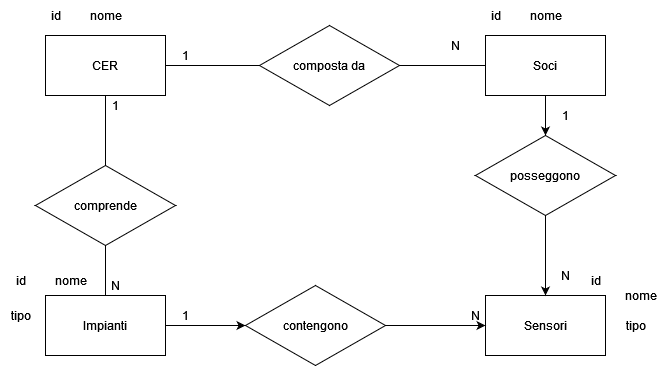 id nome
id nome
CER
1
composta da
N
Soci
1
1
comprende
posseggono
N
id nome
tipo
Impianti
1
contengono
N
N
id
nome
tipo
Sensori